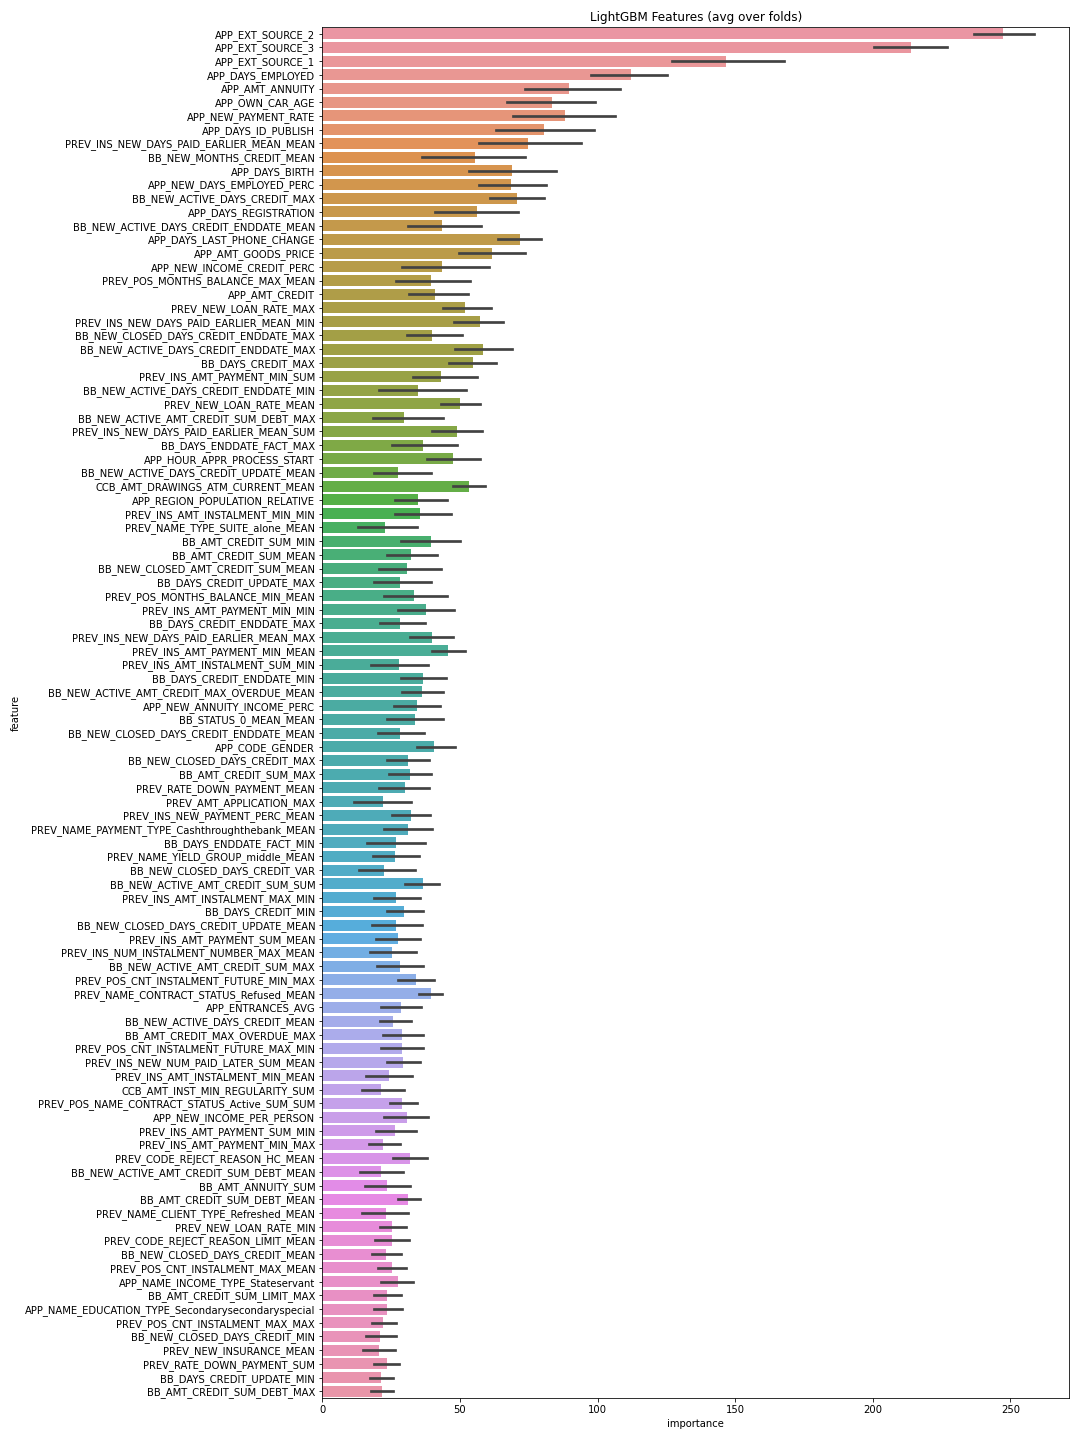 LightGBM Features (avg over folds)
APP_EXT_SOURCE_2
APP_EXT_SOURCE_3
APP_EXT_SOURCE_1
APP_DAYS_EMPLOYED
APP_AMT_ANNUITY
APP_OWN_CAR_AGE
APP_NEW_PAYMENT_RATE
APP_DAYS_ID_PUBLISH
PREV_INS_NEW_DAYS_PAID_EARLIER_MEAN_MEAN
BB_NEW_MONTHS_CREDIT_MEAN
APP_DAYS_BIRTH
APP_NEW_DAYS_EMPLOYED_PERC
BB_NEW_ACTIVE_DAYS_CREDIT_MAX
APP_DAYS_REGISTRATION
BB_NEW_ACTIVE_DAYS_CREDIT_ENDDATE_MEAN
APP_DAYS_LAST_PHONE_CHANGE
APP_AMT_GOODS_PRICE
APP_NEW_INCOME_CREDIT_PERC
PREV_POS_MONTHS_BALANCE_MAX_MEAN
APP_AMT_CREDIT
PREV_NEW_LOAN_RATE_MAX
PREV_INS_NEW_DAYS_PAID_EARLIER_MEAN_MIN
BB_NEW_CLOSED_DAYS_CREDIT_ENDDATE_MAX
BB_NEW_ACTIVE_DAYS_CREDIT_ENDDATE_MAX
BB_DAYS_CREDIT_MAX
PREV_INS_AMT_PAYMENT_MIN_SUM
BB_NEW_ACTIVE_DAYS_CREDIT_ENDDATE_MIN
PREV_NEW_LOAN_RATE_MEAN
BB_NEW_ACTIVE_AMT_CREDIT_SUM_DEBT_MAX
PREV_INS_NEW_DAYS_PAID_EARLIER_MEAN_SUM
BB_DAYS_ENDDATE_FACT_MAX
APP_HOUR_APPR_PROCESS_START
BB_NEW_ACTIVE_DAYS_CREDIT_UPDATE_MEAN
CCB_AMT_DRAWINGS_ATM_CURRENT_MEAN
APP_REGION_POPULATION_RELATIVE
PREV_INS_AMT_INSTALMENT_MIN_MIN
PREV_NAME_TYPE_SUITE_alone_MEAN
BB_AMT_CREDIT_SUM_MIN
BB_AMT_CREDIT_SUM_MEAN
BB_NEW_CLOSED_AMT_CREDIT_SUM_MEAN
BB_DAYS_CREDIT_UPDATE_MAX
PREV_POS_MONTHS_BALANCE_MIN_MEAN
PREV_INS_AMT_PAYMENT_MIN_MIN
BB_DAYS_CREDIT_ENDDATE_MAX
PREV_INS_NEW_DAYS_PAID_EARLIER_MEAN_MAX
PREV_INS_AMT_PAYMENT_MIN_MEAN
PREV_INS_AMT_INSTALMENT_SUM_MIN
BB_DAYS_CREDIT_ENDDATE_MIN
BB_NEW_ACTIVE_AMT_CREDIT_MAX_OVERDUE_MEAN
APP_NEW_ANNUITY_INCOME_PERC
BB_STATUS_0_MEAN_MEAN
BB_NEW_CLOSED_DAYS_CREDIT_ENDDATE_MEAN
APP_CODE_GENDER
BB_NEW_CLOSED_DAYS_CREDIT_MAX
BB_AMT_CREDIT_SUM_MAX
PREV_RATE_DOWN_PAYMENT_MEAN
PREV_AMT_APPLICATION_MAX
PREV_INS_NEW_PAYMENT_PERC_MEAN
PREV_NAME_PAYMENT_TYPE_Cashthroughthebank_MEAN
BB_DAYS_ENDDATE_FACT_MIN
PREV_NAME_YIELD_GROUP_middle_MEAN
BB_NEW_CLOSED_DAYS_CREDIT_VAR
BB_NEW_ACTIVE_AMT_CREDIT_SUM_SUM
PREV_INS_AMT_INSTALMENT_MAX_MIN
BB_DAYS_CREDIT_MIN
BB_NEW_CLOSED_DAYS_CREDIT_UPDATE_MEAN
PREV_INS_AMT_PAYMENT_SUM_MEAN
PREV_INS_NUM_INSTALMENT_NUMBER_MAX_MEAN
BB_NEW_ACTIVE_AMT_CREDIT_SUM_MAX
PREV_POS_CNT_INSTALMENT_FUTURE_MIN_MAX
PREV_NAME_CONTRACT_STATUS_Refused_MEAN
APP_ENTRANCES_AVG
BB_NEW_ACTIVE_DAYS_CREDIT_MEAN
BB_AMT_CREDIT_MAX_OVERDUE_MAX
PREV_POS_CNT_INSTALMENT_FUTURE_MAX_MIN
PREV_INS_NEW_NUM_PAID_LATER_SUM_MEAN
PREV_INS_AMT_INSTALMENT_MIN_MEAN
CCB_AMT_INST_MIN_REGULARITY_SUM
PREV_POS_NAME_CONTRACT_STATUS_Active_SUM_SUM
APP_NEW_INCOME_PER_PERSON
PREV_INS_AMT_PAYMENT_SUM_MIN
PREV_INS_AMT_PAYMENT_MIN_MAX
PREV_CODE_REJECT_REASON_HC_MEAN
BB_NEW_ACTIVE_AMT_CREDIT_SUM_DEBT_MEAN
BB_AMT_ANNUITY_SUM
BB_AMT_CREDIT_SUM_DEBT_MEAN
PREV_NAME_CLIENT_TYPE_Refreshed_MEAN
PREV_NEW_LOAN_RATE_MIN
PREV_CODE_REJECT_REASON_LIMIT_MEAN
BB_NEW_CLOSED_DAYS_CREDIT_MEAN
PREV_POS_CNT_INSTALMENT_MAX_MEAN
APP_NAME_INCOME_TYPE_Stateservant
BB_AMT_CREDIT_SUM_LIMIT_MAX
APP_NAME_EDUCATION_TYPE_Secondarysecondaryspecial
PREV_POS_CNT_INSTALMENT_MAX_MAX
BB_NEW_CLOSED_DAYS_CREDIT_MIN
PREV_NEW_INSURANCE_MEAN
PREV_RATE_DOWN_PAYMENT_SUM
BB_DAYS_CREDIT_UPDATE_MIN
BB_AMT_CREDIT_SUM_DEBT_MAX
feature
0 50 100 150 200 250
importance